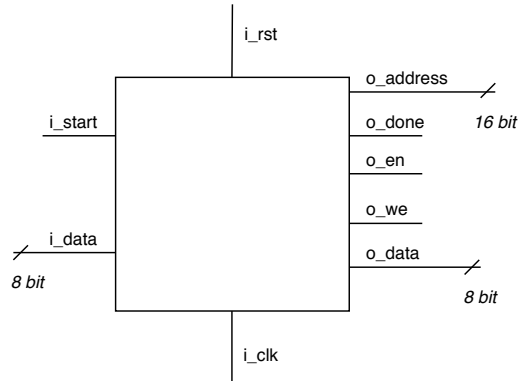 i_rst
o_address
i_start
o_done
16 bit
o_en
o_we
i_data
o_data
8 bit
8 bit
i_clk